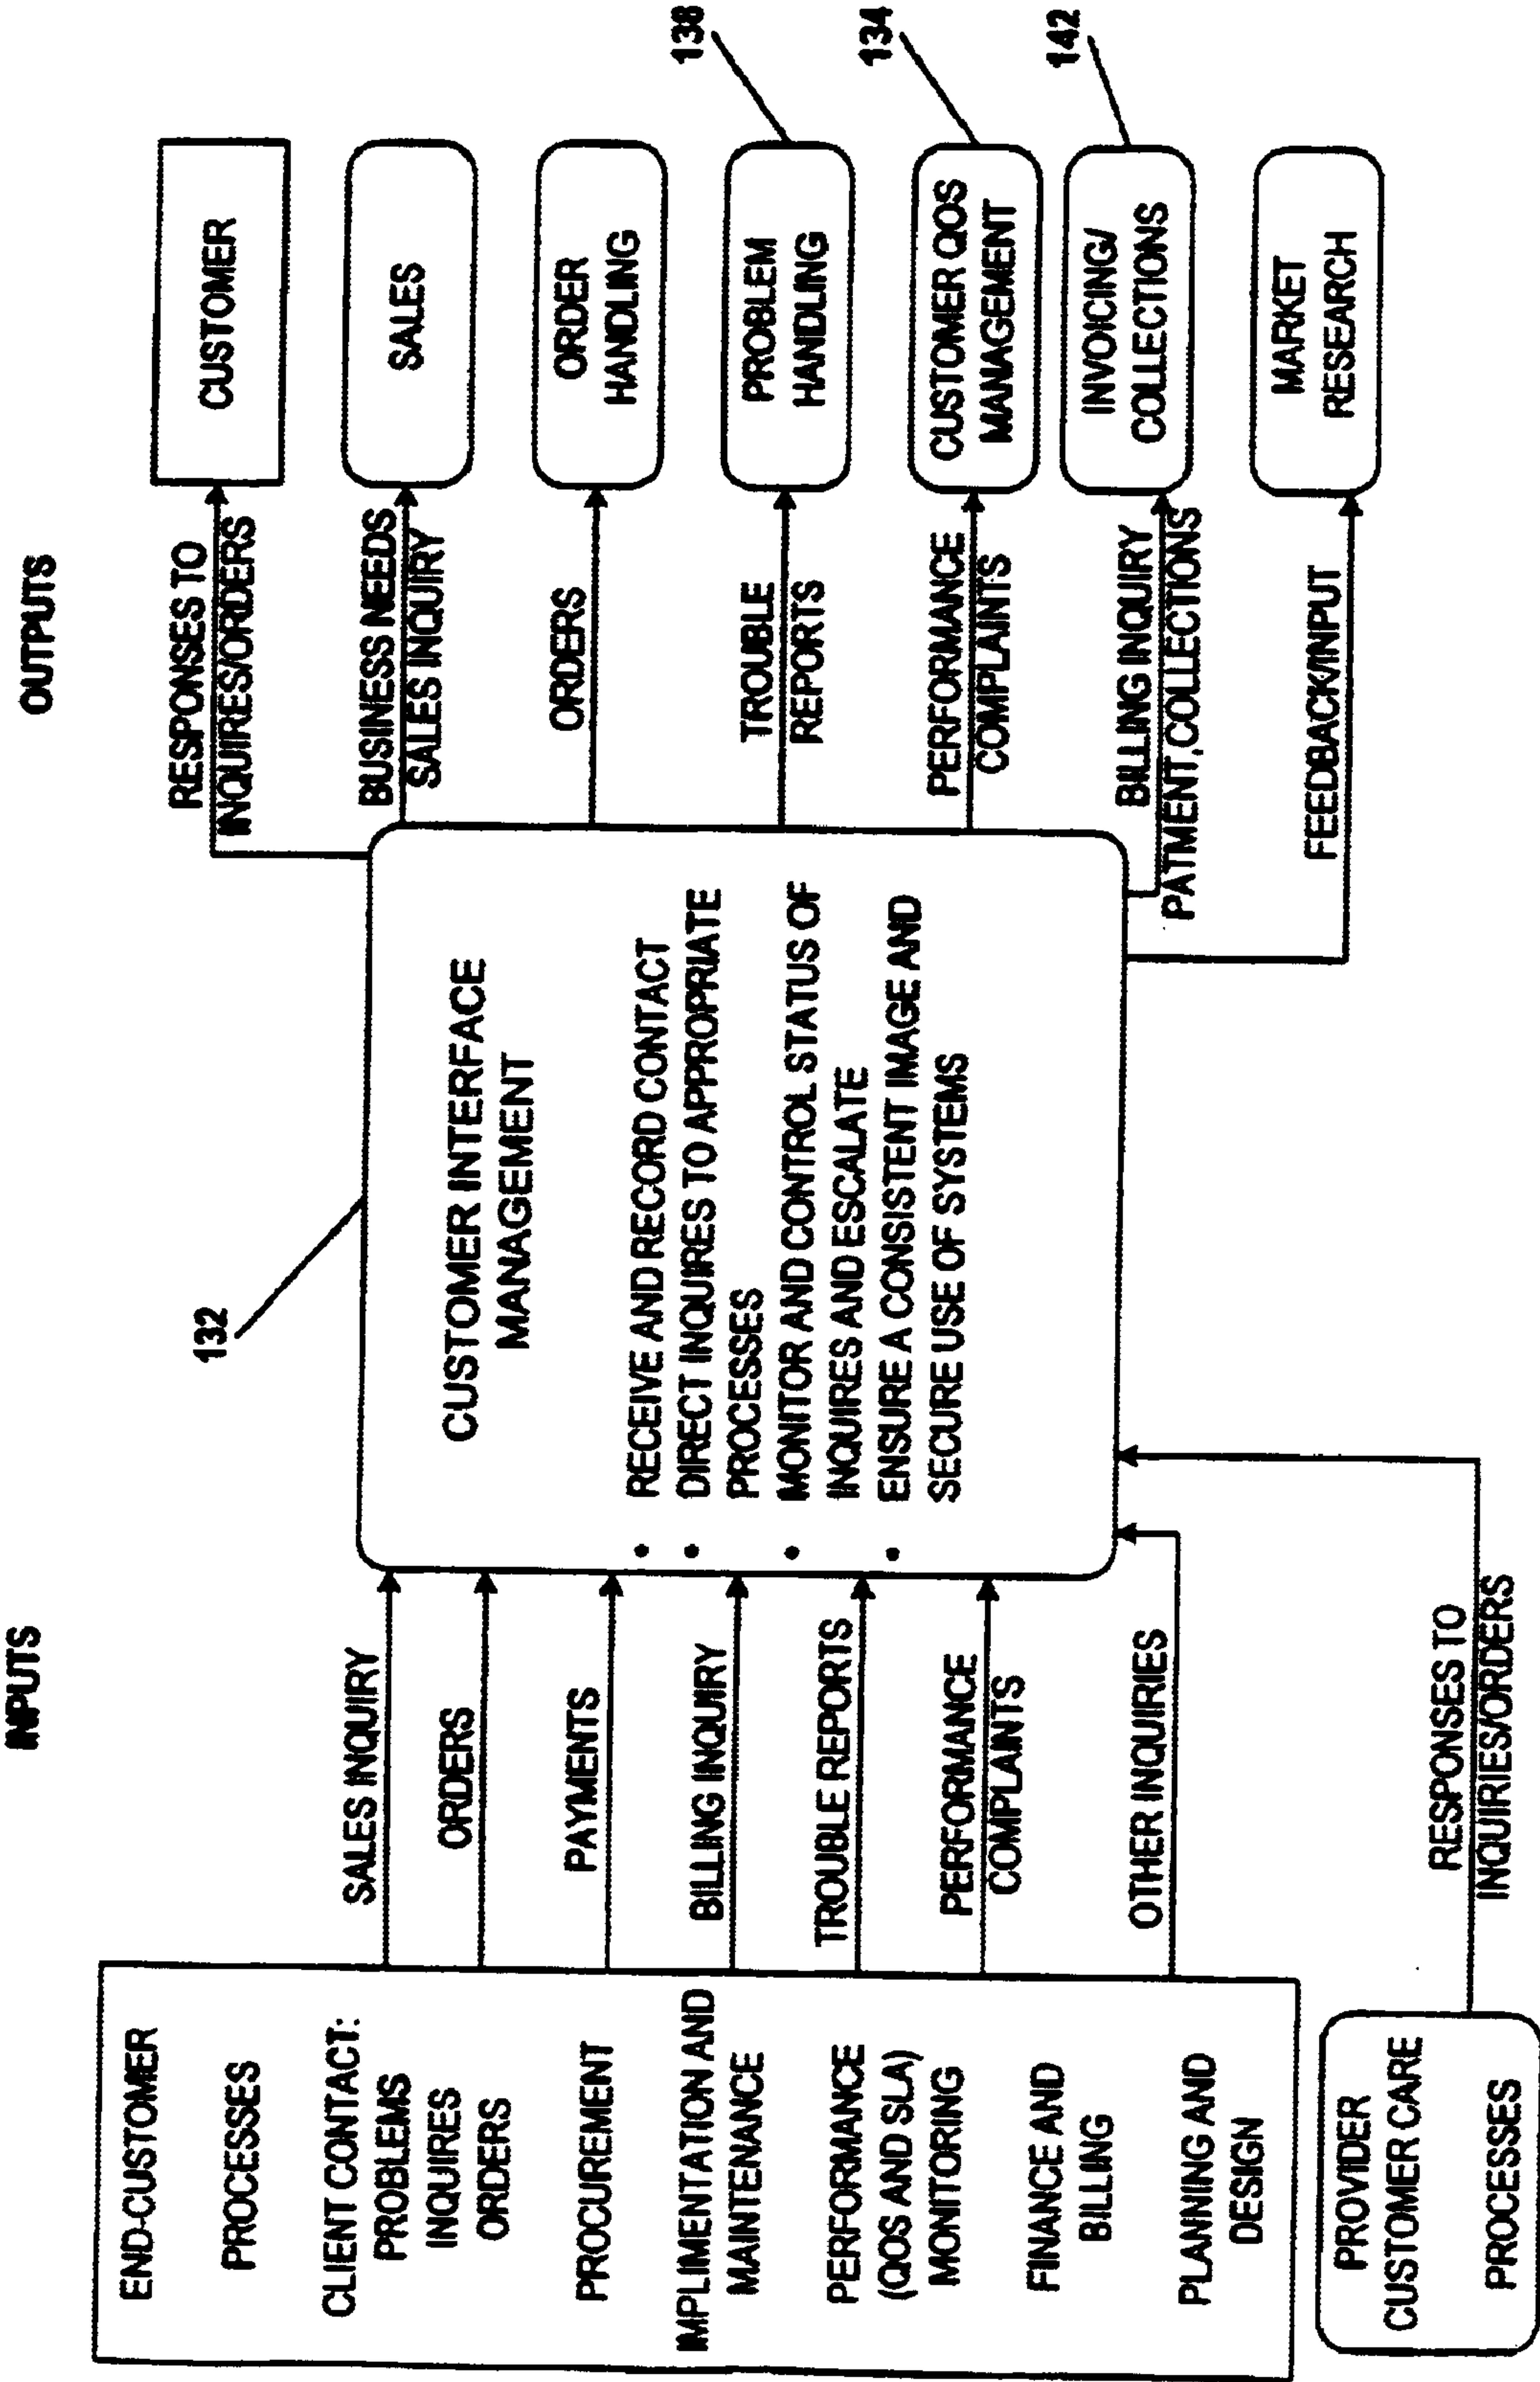 INPUTS
OUTPUTS
END-CUSTOMER
PROCESSES
CLIENT CONTACT:
PROBLEMS
INQUIRES
ORDERS
PROCUREMENT
IMPLIMENTATION AND
MAINTENANCE
PERFORMANCE
(QOS AND SLA)
MONITORING
FINANCE AND
BILLING
PLANNING AND
DESIGN
PROVIDER
CUSTOMER CARE
PROCESSES
SALES INQUIRY
ORDERS
PAYMENTS
BILLING INQUIRY
TROUBLE REPORTS
PERFORMANCE
COMPLAINTS
OTHER INQUIRIES
RESPONSES TO
INQUIRIES/ORDERS
132
CUSTOMER INTERFACE
MANAGEMENT
• RECEIVE AND RECORD CONTACT
• DIRECT INQUIRES TO APPROPRIATE
PROCESSES
• MONITOR AND CONTROL STATUS OF
INQUIRES AND ESCALATE
• ENSURE A CONSISTENT IMAGE AND
SECURE USE OF SYSTEMS
RESPONSES TO
INQUIRES/ORDERS
BUSINESS NEEDS
SALES INQUIRY
ORDERS
TROUBLE
REPORTS
PERFORMANCE
COMPLAINTS
BILLING INQUIRY
PATMENT,COLLECTIONS
FEEDBACK/INPUT
CUSTOMER
SALES
ORDER
HANDLING
PROBLEM
HANDLING
138
CUSTOMER QOS
MANAGEMENT
134
INVOICING/
COLLECTIONS
142
MARKET
RESEARCH